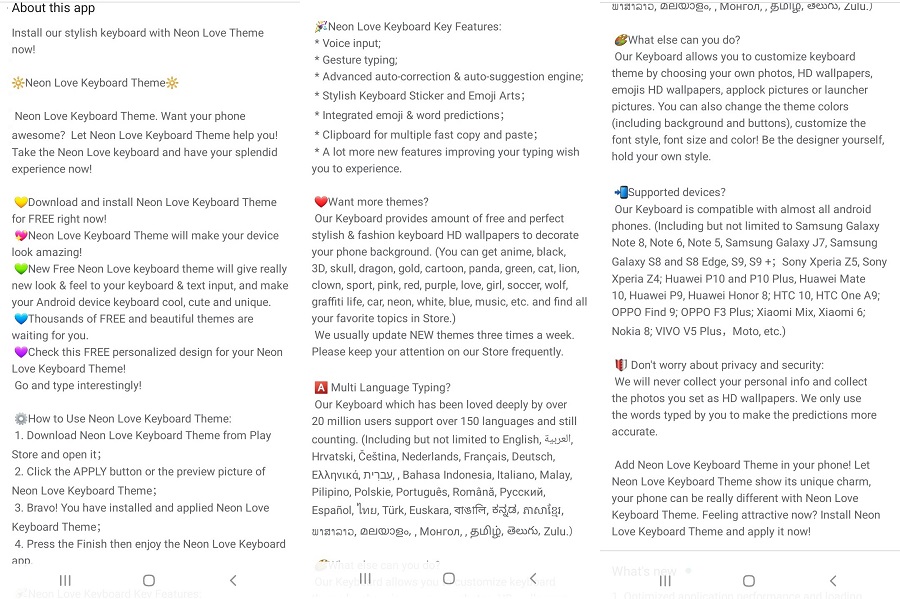 About this app
Install our stylish keyboard with Neon Love Theme
now!
🔆Neon Love Keyboard Theme🔆
Neon Love Keyboard Theme. Want your phone
awesome? Let Neon Love Keyboard Theme help you!
Take the Neon Love keyboard and have your splendid
experience now!
💛Download and install Neon Love Keyboard Theme
for FREE right now!
💖Neon Love Keyboard Theme will make your device
look amazing!
💚New Free Neon Love keyboard theme will give really
new look & feel to your keyboard & text input, and make
your Android device keyboard cool, cute and unique.
💙Thousands of FREE and beautiful themes are
waiting for you.
💜Check this FREE personalized design for your Neon
Love Keyboard Theme!
Go and type interestingly!
⚙How to Use Neon Love Keyboard Theme:
1. Download Neon Love Keyboard Theme from Play
Store and open it;
2. Click the APPLY button or the preview picture of
Neon Love Keyboard Theme;
3. Bravo! You have installed and applied Neon Love
Keyboard Theme;
4. Press the Finish then enjoy the Neon Love Keyboard
app.
🎉Neon Love Keyboard Key Features:
* Voice input;
* Gesture typing;
* Advanced auto-correction & auto-suggestion engine;
* Stylish Keyboard Sticker and Emoji Arts;
* Integrated emoji & word predictions;
* Clipboard for multiple fast copy and paste;
* A lot more new features improving your typing wish
you to experience.
❤Want more themes?
Our Keyboard provides amount of free and perfect
stylish & fashion keyboard HD wallpapers to decorate
your phone background. (You can get anime, black,
3D, skull, dragon, gold, cartoon, panda, green, cat, lion,
clown, sport, pink, red, purple, love, girl, soccer, wolf,
graffiti life, car, neon, white, blue, music, etc. and find all
your favorite topics in Store.)
We usually update NEW themes three times a week.
Please keep your attention on our Store frequently.
🅰 Multi Language Typing?
Our Keyboard which has been loved deeply by over
20 million users support over 150 languages and still
counting. (Including but not limited to English, العربية,
Hrvatski, Čeština, Nederlands, Français, Deutsch,
Ελληνικά, עברית, , Bahasa Indonesia, Italiano, Malay,
Pilipino, Polskie, Português, Română, Русский,
Español, ไทย, Türk, Euskara, বাঙালি, ಕನ್ನಡ, ភាសាខ្មែរ,
ພາສາລາວ, മലയാളം, , Монгол, , தமிழ், తెలుగు, Zulu.)
What else can you do?
Our Keyboard allows you to customize keyboard
ພາສາລາວ, മലയാളം, , Монгол, , தமிழ், తెలుగు, Zulu.)
🎨What else can you do?
Our Keyboard allows you to customize keyboard
theme by choosing your own photos, HD wallpapers,
emojis HD wallpapers, applock pictures or launcher
pictures. You can also change the theme colors
(including background and buttons), customize the
font style, font size and color! Be the designer yourself,
hold your own style.
📲Supported devices?
Our Keyboard is compatible with almost all android
phones. (Including but not limited to Samsung Galaxy
Note 8, Note 6, Note 5, Samsung Galaxy J7, Samsung
Galaxy S8 and S8 Edge, S9, S9 +; Sony Xperia Z5, Sony
Xperia Z4; Huawei P10 and P10 Plus, Huawei Mate
10, Huawei P9, Huawei Honor 8; HTC 10, HTC One A9;
OPPO Find 9; OPPO F3 Plus; Xiaomi Mix, Xiaomi 6;
Nokia 8; VIVO V5 Plus, Moto, etc.)
Don't worry about privacy and security:
We will never collect your personal info and collect
the photos you set as HD wallpapers. We only use
the words typed by you to make the predictions more
accurate.
Add Neon Love Keyboard Theme in your phone! Let
Neon Love Keyboard Theme show its unique charm,
your phone can be really different with Neon Love
Keyboard Theme. Feeling attractive now? Install Neon
Love Keyboard Theme and apply it now!
What's new